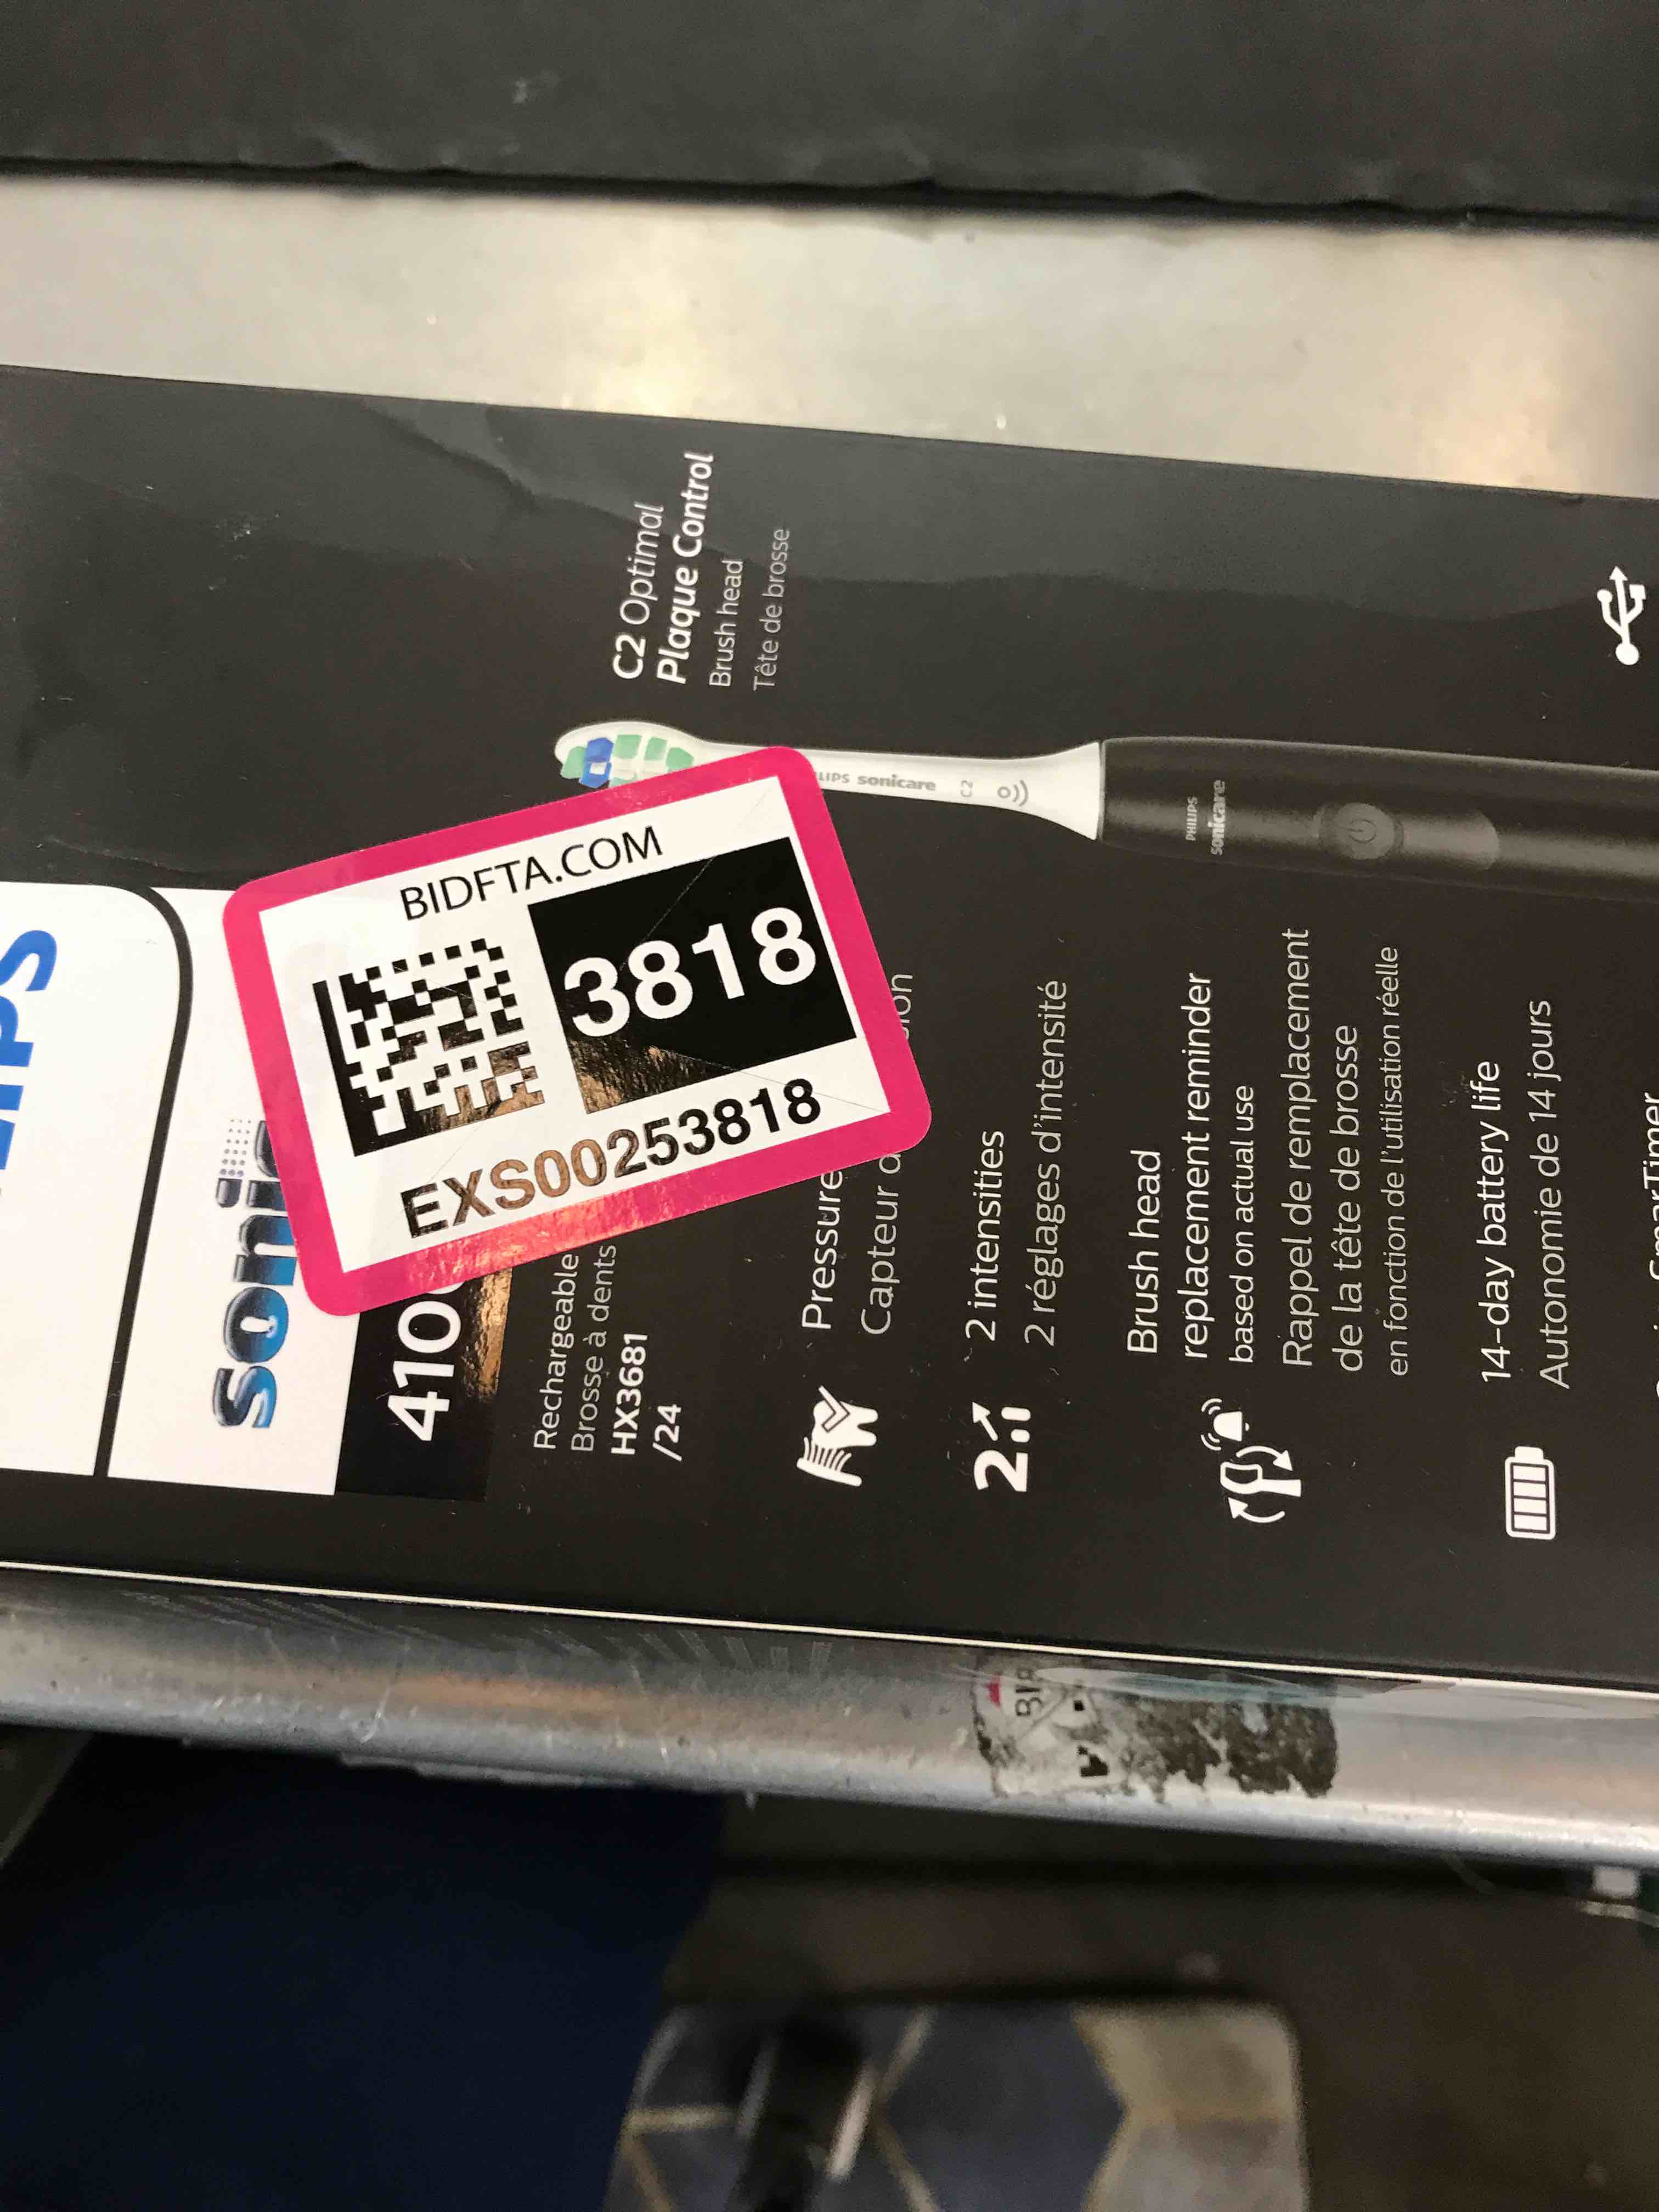 BIDFTA.COM
3818
EXS00253818
C2 Optimal
Plaque Control
Brush head
Tête de brosse
sonicare
C2
PHILIPS
sonicare
Rechargeable
Brosse à dents
HX3681
/24
Pressure
Capteur
2 intensities
2 réglages d'intensité
Brush head
replacement reminder
based on actual use
Rappel de remplacement
de la tête de brosse
en fonction de l'utilisation réelle
14-day battery life
Autonomie de 14 jours